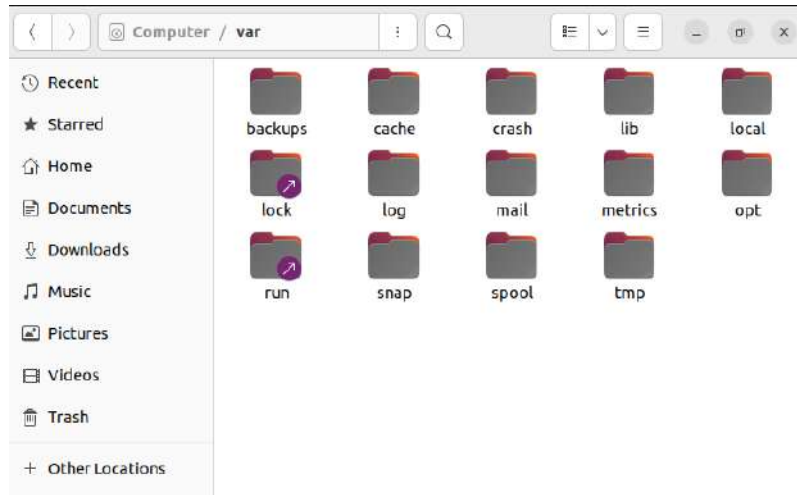 Computer / var
Recent
Starred
Home
Documents
Downloads
Music
Pictures
Videos
Trash
+ Other Locations
backups cache crash lib local
lock log mail metrics opt
run snap spool tmp